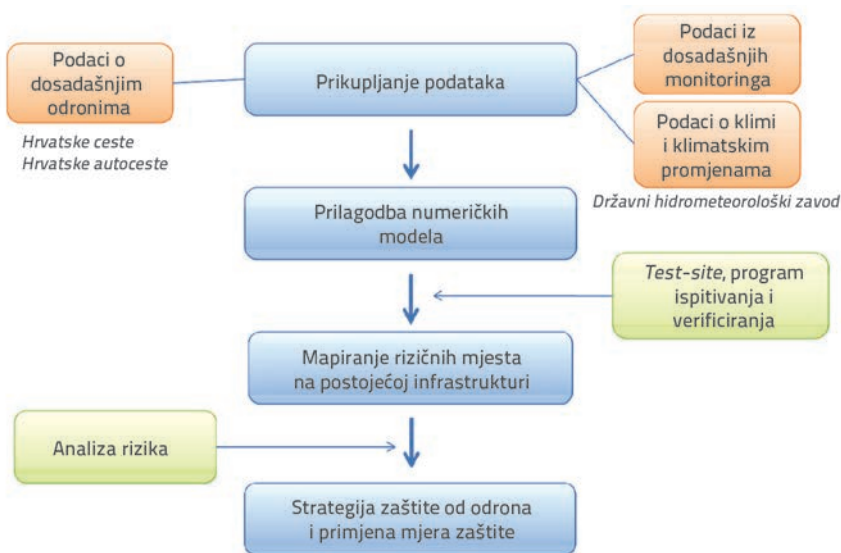 Podaci o
dosadašnjim
odronima
Hrvatske ceste
Hrvatske autoceste
Prikupljanje podataka
Podaci iz
dosadašnjih
monitoringa
Podaci o klimi
i klimatskim
promjenama
Državni hidrometeorološki zavod
Prilagodba numeričkih
modela
Test-site, program
ispitivanja i
verificiranja
Mapiranje rizičnih mjesta
na postojećoj infrastrukturi
Analiza rizika
Strategija zaštite od odrona
i primjena mjera zaštite